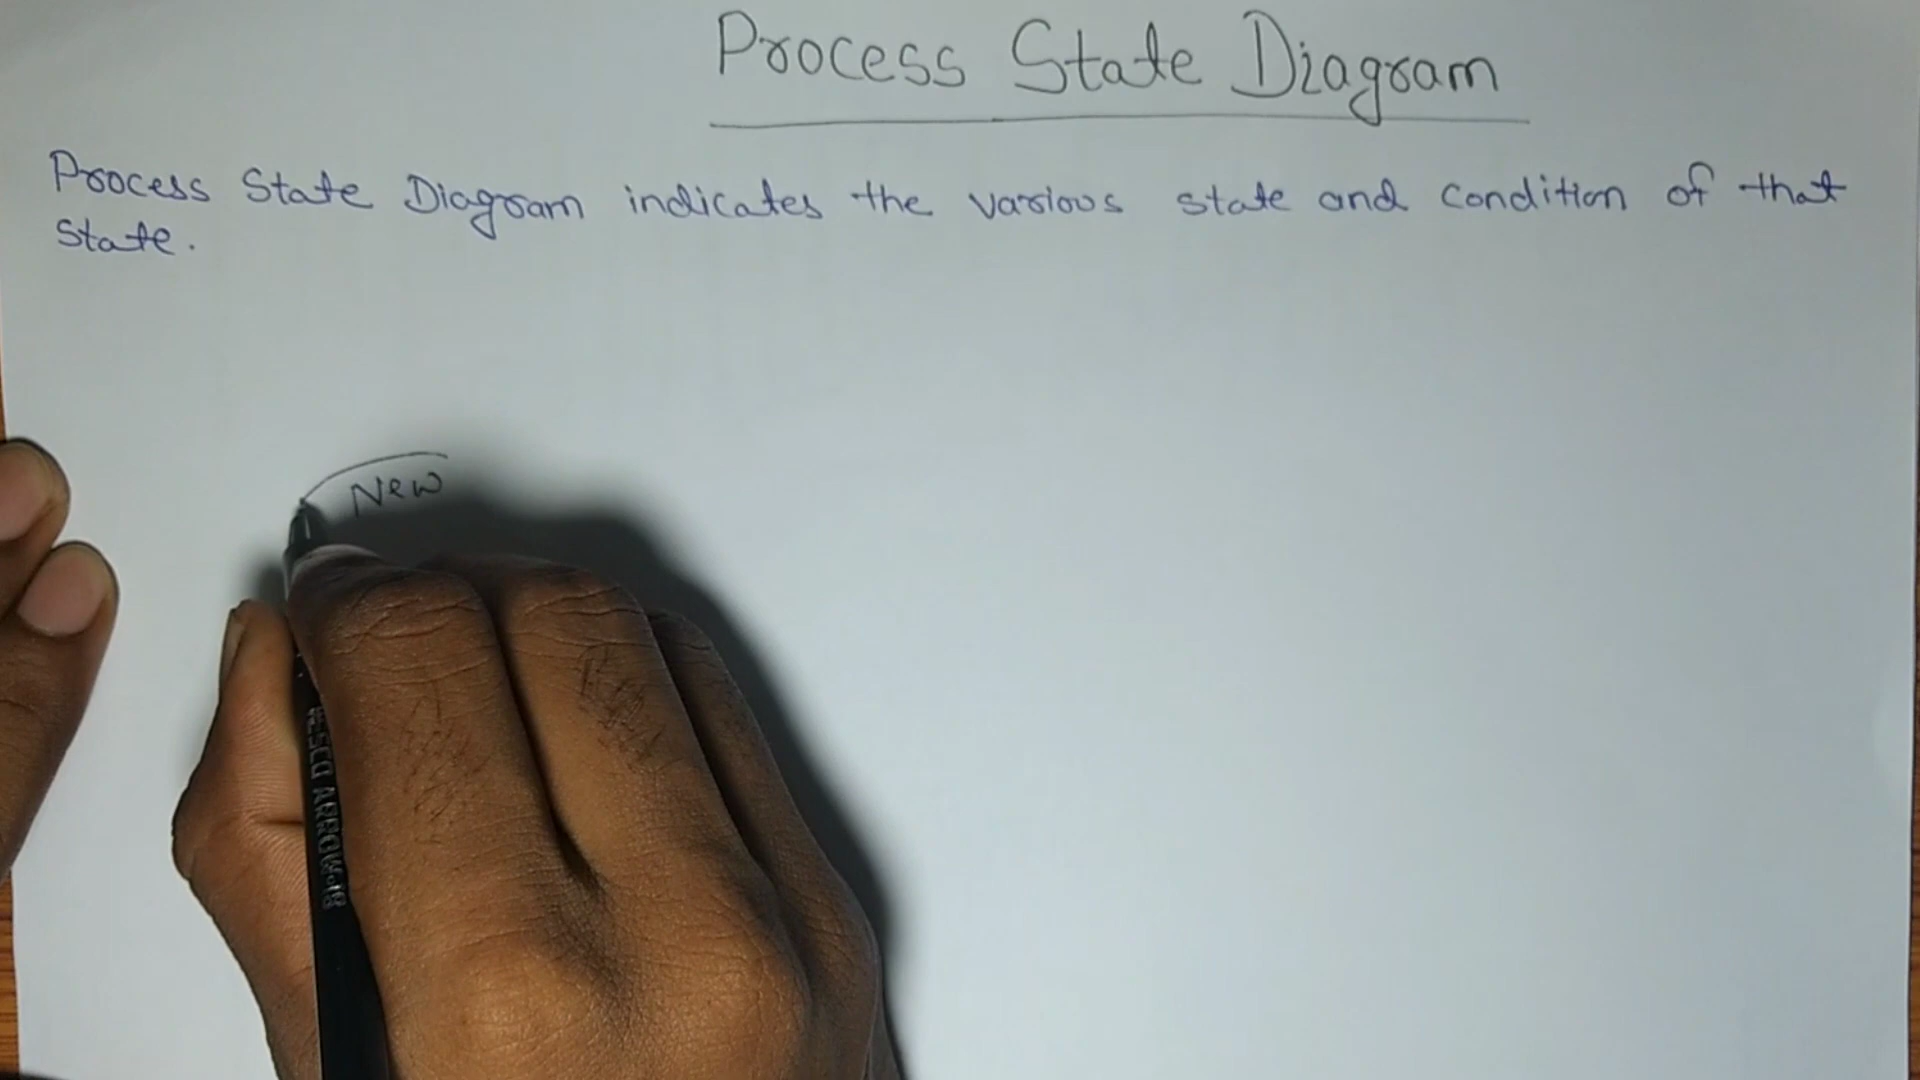 Process State Diagram
Process State Diagram indicates the various state and condition of that
State.
New